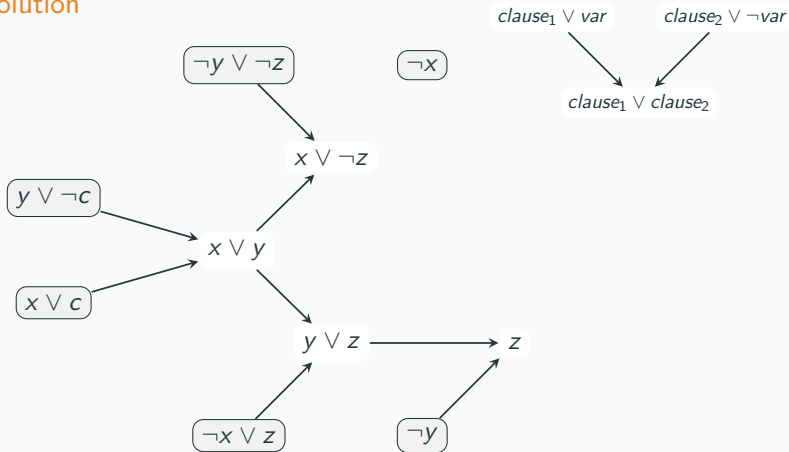 olution
clause₁ ∨ var
clause₂ ∨ ¬var
clause₁ ∨ clause₂
¬y ∨ ¬z
¬x
x ∨ ¬z
y ∨ ¬c
x ∨ y
x ∨ c
y ∨ z
z
¬x ∨ z
¬y